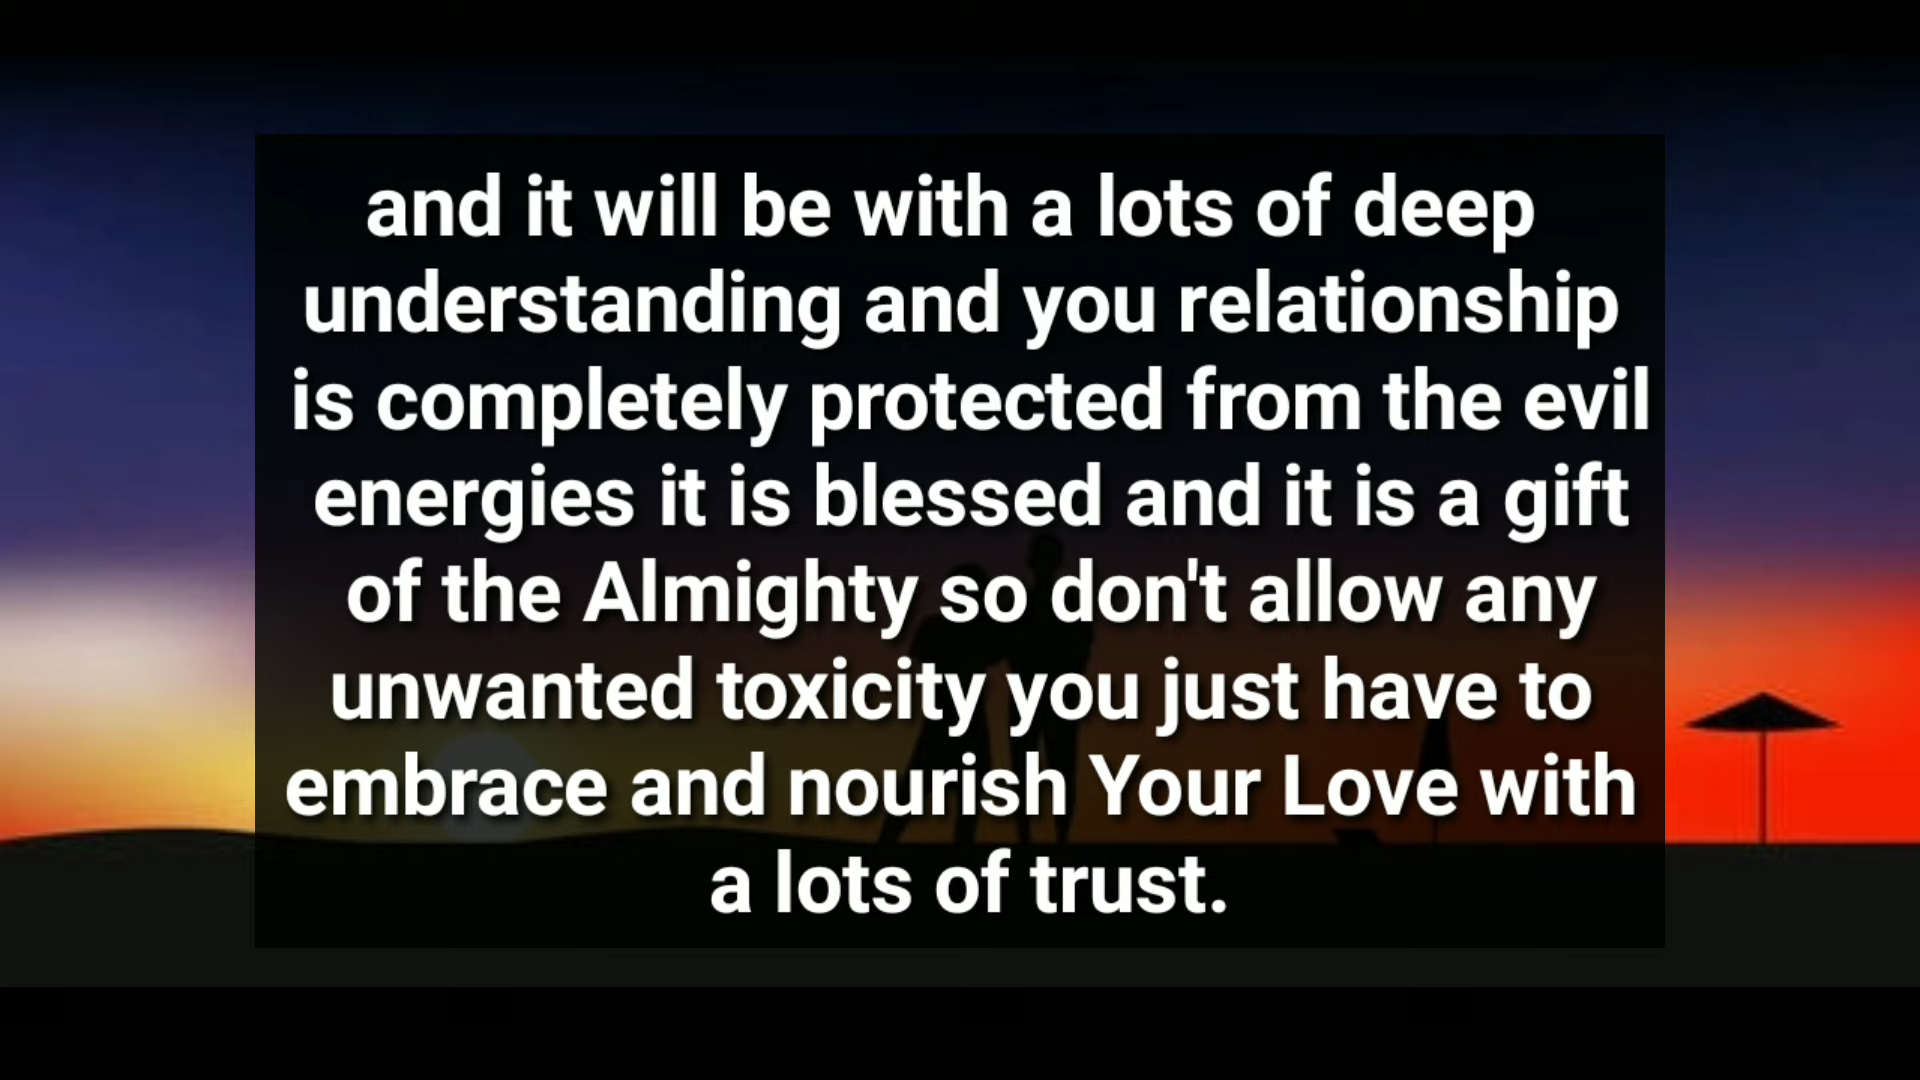 and it will be with a lots of deep
understanding and you relationship
is completely protected from the evil
energies it is blessed and it is a gift
of the Almighty so don't allow any
unwanted toxicity you just have to
embrace and nourish Your Love with
a lots of trust.